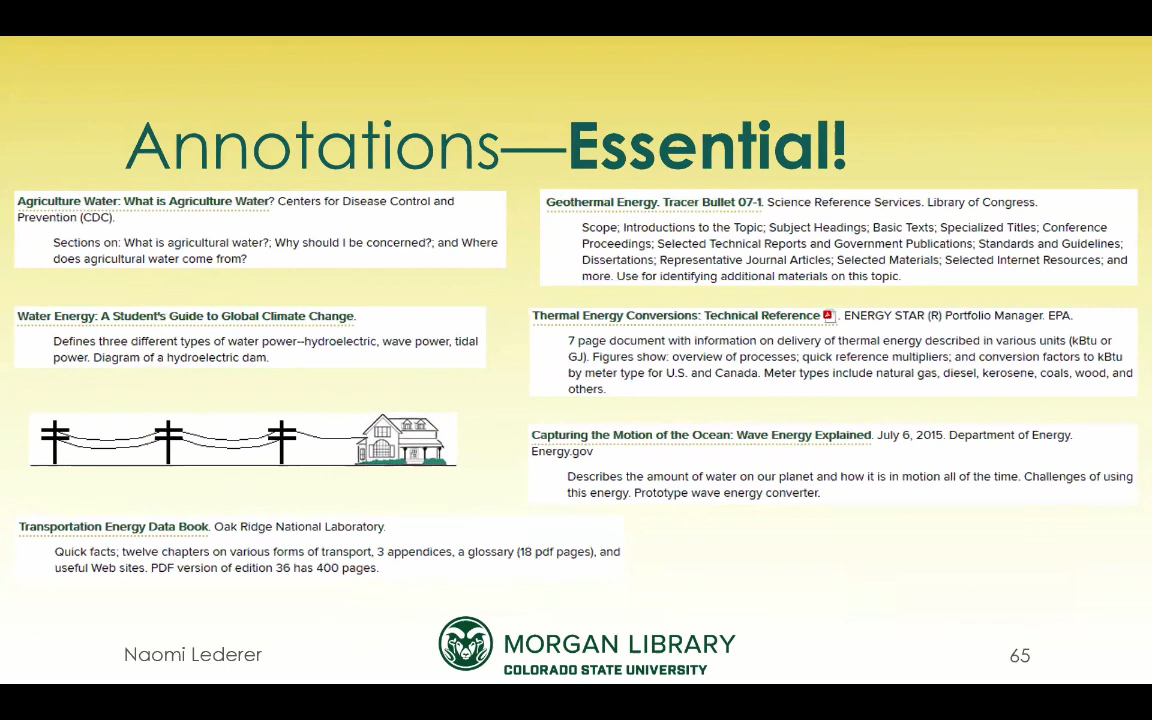 Annotations—Essential!
Agriculture Water: What is Agriculture Water? Centers for Disease Control and
Prevention (CDC).
Sections on: What is agricultural water?; Why should I be concerned?; and Where
does agricultural water come from?
Water Energy: A Student's Guide to Global Climate Change.
Defines three different types of water power--hydroelectric, wave power, tidal
power. Diagram of a hydroelectric dam.
Transportation Energy Data Book. Oak Ridge National Laboratory.
Quick facts; twelve chapters on various forms of transport, 3 appendices, a glossary (18 pdf pages), and
useful Web sites. PDF version of edition 36 has 400 pages.
Geothermal Energy. Tracer Bullet 07-1. Science Reference Services. Library of Congress.
Scope; Introductions to the Topic; Subject Headings; Basic Texts; Specialized Titles; Conference
Proceedings; Selected Technical Reports and Government Publications; Standards and Guidelines;
Dissertations; Representative Journal Articles; Selected Materials; Selected Internet Resources; and
more. Use for identifying additional materials on this topic.
Thermal Energy Conversions: Technical Reference . ENERGY STAR (R) Portfolio Manager. EPA.
7 page document with information on delivery of thermal energy described in various units (kBtu or
GJ). Figures show: overview of processes; quick reference multipliers; and conversion factors to kBtu
by meter type for U.S. and Canada. Meter types include natural gas, diesel, kerosene, coals, wood, and
others.
Capturing the Motion of the Ocean: Wave Energy Explained. July 6, 2015. Department of Energy.
Energy.gov
Describes the amount of water on our planet and how it is in motion all of the time. Challenges of using
this energy. Prototype wave energy converter.
Naomi Lederer
MORGAN LIBRARY
COLORADO STATE UNIVERSITY
65